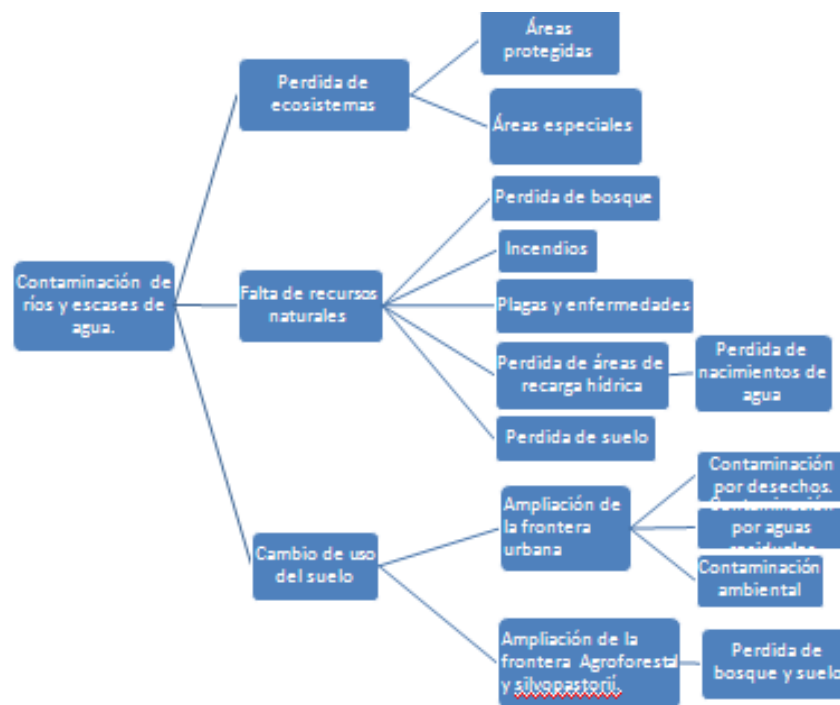 Áreas
protegidas
Perdida de
ecosistemas
Áreas especiales
Perdida de bosque
Incendios
Contaminación de
ríos y escases de
agua.
Falta de recursos
naturales
Plagas y enfermedades
Perdida de áreas de
recarga hídrica
Perdida de
nacimientos de
agua
Perdida de suelo
Cambio de uso
del suelo
Ampliación de
la frontera
urbana
Contaminación
por desechos.
Contaminación
por aguas
residuales
Contaminación
ambiental
Ampliación de la
frontera Agroforestal
y silvopastoril.
Perdida de
bosque y suelo